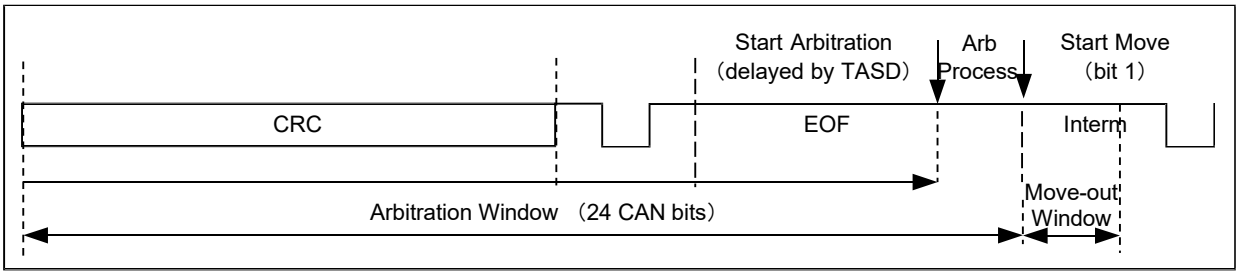 Start Arbitration
（delayed by TASD）
Arb
Process
Start Move
（bit 1）
CRC
EOF
Interm
Arbitration Window （24 CAN bits）
Move-out
Window